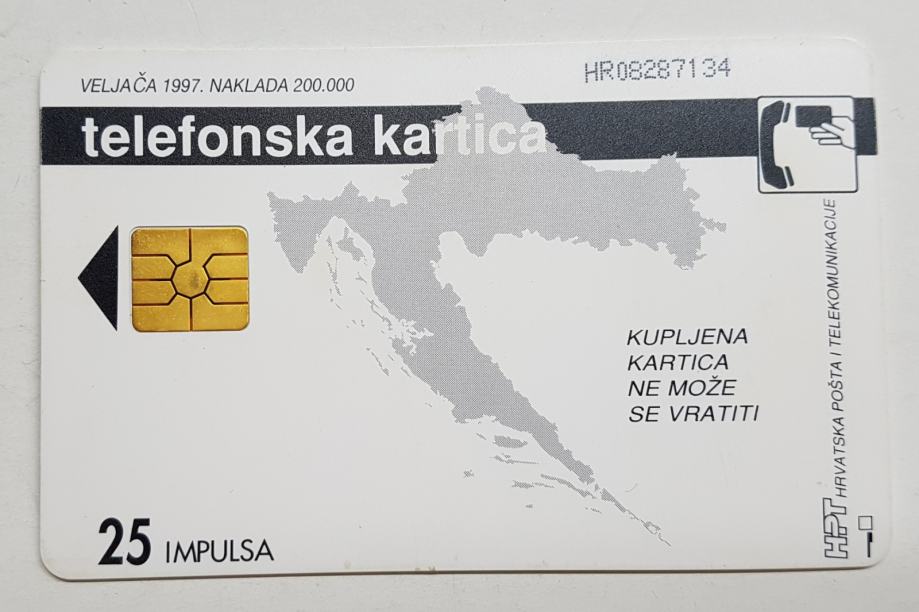 VELJAČA 1997. NAKLADA 200.000
HR08287134
telefonska kartica
KUPLJENA
KARTICA
NE MOŽE
SE VRATITI
HPT HRVATSKA POŠTA I TELEKOMUNIKACIJE
25 IMPULSA